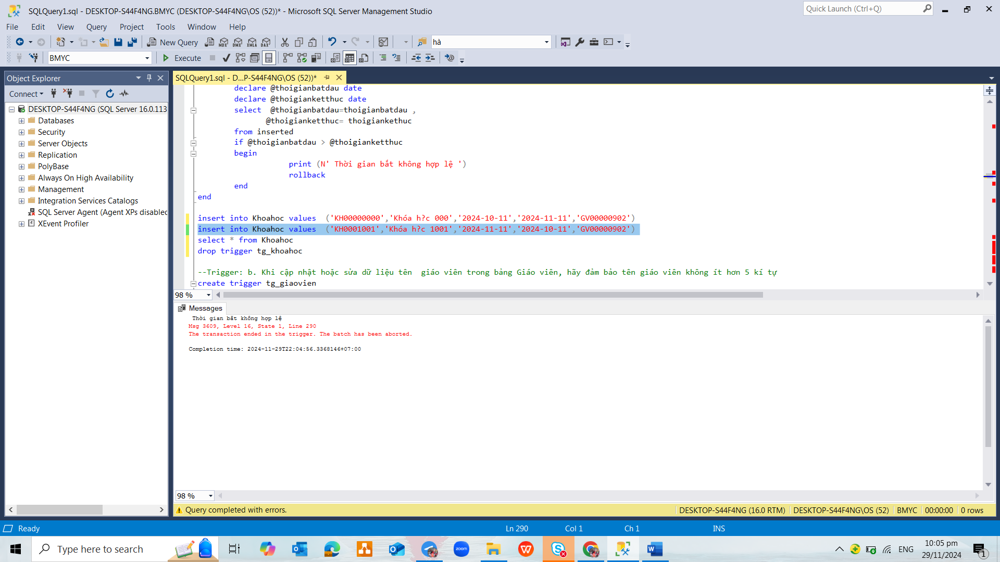 SQLQuery1.sql - DESKTOP-S44F4NG.BMYC (DESKTOP-S44F4NG\OS (52))* - Microsoft SQL Server Management Studio
Quick Launch (Ctrl+Q)
File Edit View Query Project Tools Window Help
New Query
MDX DMX XMLA DAX
hà
BMYC
Execute
Object Explorer
SQLQuery1.sql - D...P-S44F4NG\OS (52))*
Connect
DESKTOP-S44F4NG (SQL Server 16.0.113
Databases
Security
Server Objects
Replication
PolyBase
Always On High Availability
Management
Integration Services Catalogs
SQL Server Agent (Agent XPs disabled
XEvent Profiler
declare @thoigianbatdau date
declare @thoigianketthuc date
select @thoigianbatdau=thoigianbatdau ,
@thoigianketthuc= thoigiankethuc
from inserted
if @thoigianbatdau > @thoigianketthuc
begin
print (N' Thời gian bắt không hợp lệ ')
rollback
end
end
insert into Khoahoc values ('KH00000000','Khóa h?c 000','2024-10-11','2024-11-11','GV00000902')
insert into Khoahoc values ('KH0001001','Khóa h?c 1001','2024-11-11','2024-10-11','GV00000902')
select * from Khoahoc
drop trigger tg_khoahoc
--Trigger: b. Khi cập nhật hoặc sửa dữ liệu tên giáo viên trong bảng Giáo viên, hãy đảm bảo tên giáo viên không ít hơn 5 kí tự
create trigger tg_giaovien
98 %
Messages
Thời gian bắt không hợp lệ
Msg 3609, Level 16, State 1, Line 290
The transaction ended in the trigger. The batch has been aborted.
Completion time: 2024-11-29T22:04:56.3368146+07:00
98 %
Query completed with errors.
DESKTOP-S44F4NG (16.0 RTM) DESKTOP-S44F4NG\OS (52) BMYC 00:00:00 0 rows
Ready
Ln 290 Col 1 Ch 1 INS
Type here to search
zoom
ENG
10:05 pm
29/11/2024
1